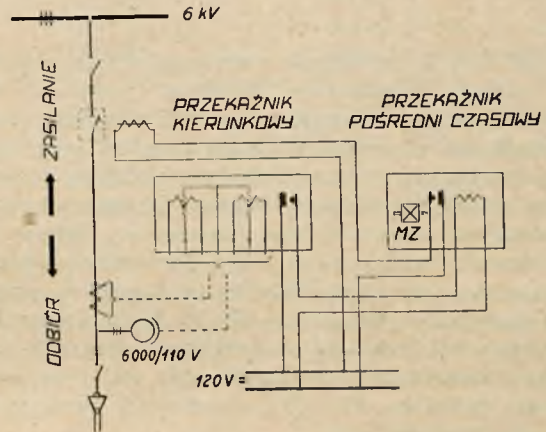 6 kV
ZASILANIE
PRZEKAŹNIK
KIERUNKOWY
PRZEKAŹNIK
POŚREDNI CZASOWY
MZ
ODBIÓR
6000/110 V
120 V =